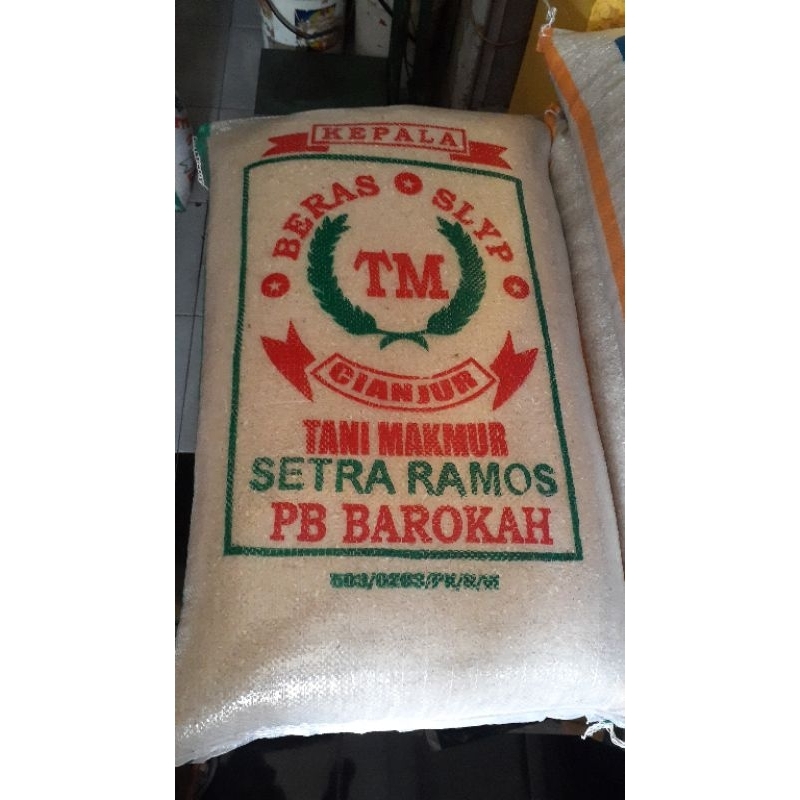 KEPALA
BERAS SLYP
TM
CIANJUR
TANI MAKMUR
SETRA RAMOS
PB BAROKAH